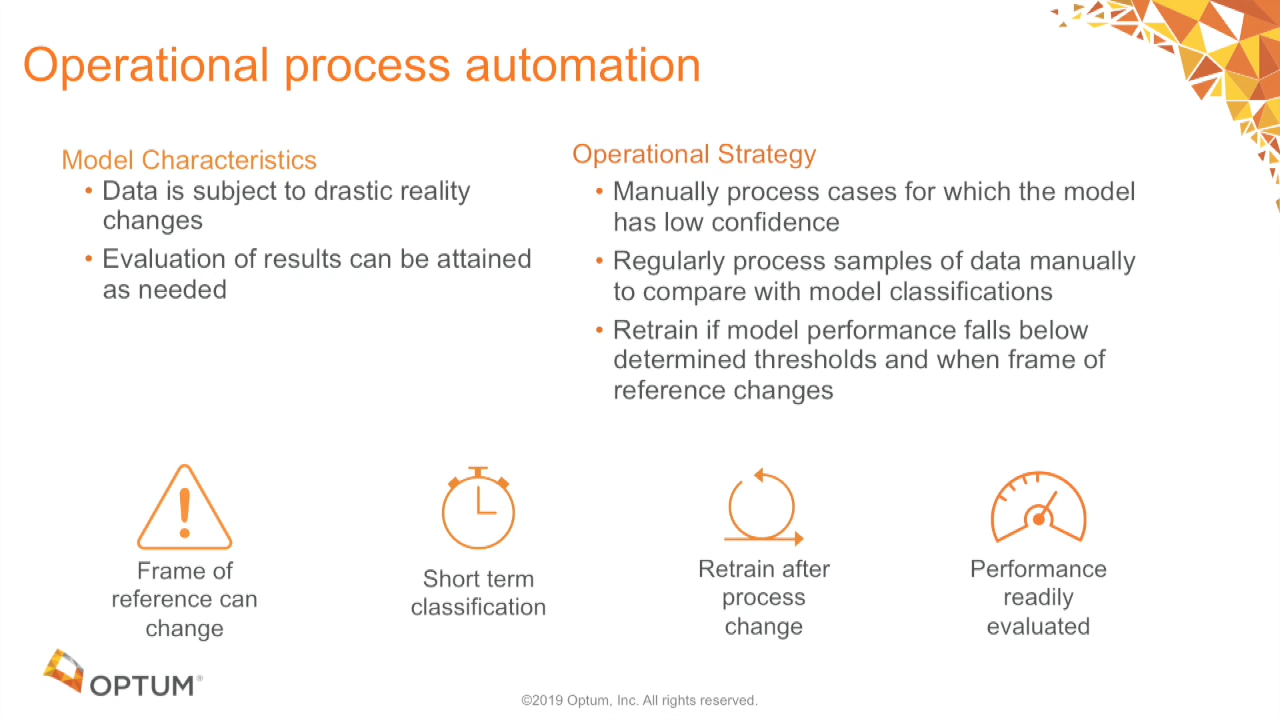 Operational process automation
Model Characteristics
• Data is subject to drastic reality
changes
• Evaluation of results can be attained
as needed
Operational Strategy
• Manually process cases for which the model
has low confidence
• Regularly process samples of data manually
to compare with model classifications
• Retrain if model performance falls below
determined thresholds and when frame of
reference changes
Frame of
reference can
change
Short term
classification
Retrain after
process
change
Performance
readily
evaluated
OPTUM®
©2019 Optum, Inc. All rights reserved.